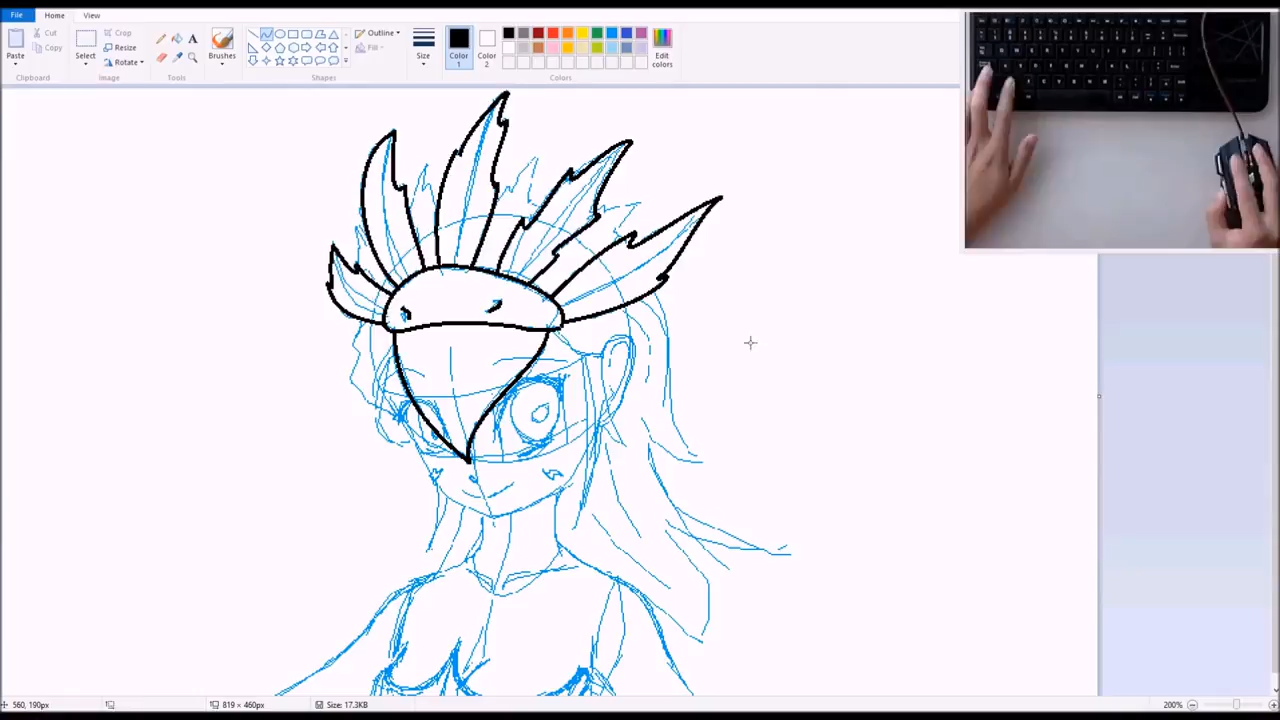 File Home View
Cut Crop Outline
Copy Resize Fill
Paste Select Rotate A Brushes Size Color 1 Color 2 Edit colors
Clipboard Image Tools Shapes Colors
560, 190px 819 × 460px Size: 17.3KB 200%